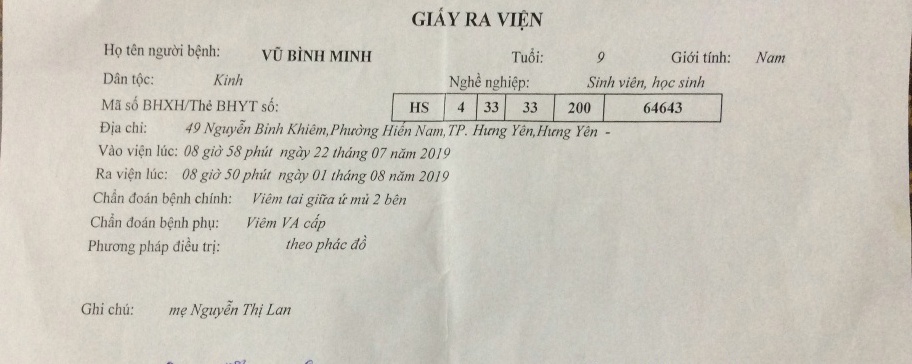 GIẤY RA VIỆN
Họ tên người bệnh: VŨ BÌNH MINH Tuổi: 9 Giới tính: Nam
Dân tộc: Kinh Nghề nghiệp: Sinh viên, học sinh
Mã số BHXH/Thẻ BHYT số: HS 4 33 33 200 64643
Địa chỉ: 49 Nguyễn Bỉnh Khiêm,Phường Hiến Nam,TP. Hưng Yên,Hưng Yên -
Vào viện lúc: 08 giờ 58 phút ngày 22 tháng 07 năm 2019
Ra viện lúc: 08 giờ 50 phút ngày 01 tháng 08 năm 2019
Chẩn đoán bệnh chính: Viêm tai giữa ứ mủ 2 bên
Chẩn đoán bệnh phụ: Viêm VA cấp
Phương pháp điều trị: theo phác đồ
Ghi chú: mẹ Nguyễn Thị Lan